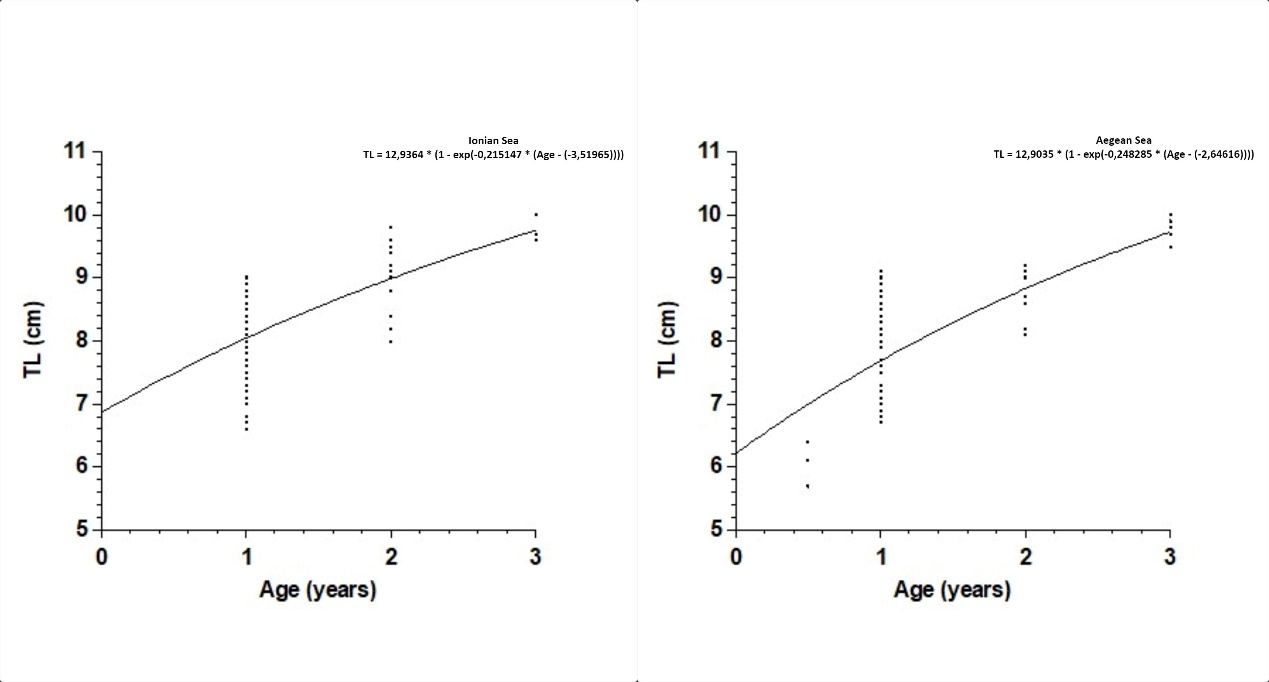 Ionian Sea
TL = 12,9364 * (1 - exp(-0,215147 * (Age - (-3,51965))))
11
10
9
8
7
6
5
TL (cm)
0 1 2 3
Age (years)
Aegean Sea
TL = 12,9035 * (1 - exp(-0,248285 * (Age - (-2,64616))))
11
10
9
8
7
6
5
TL (cm)
0 1 2 3
Age (years)